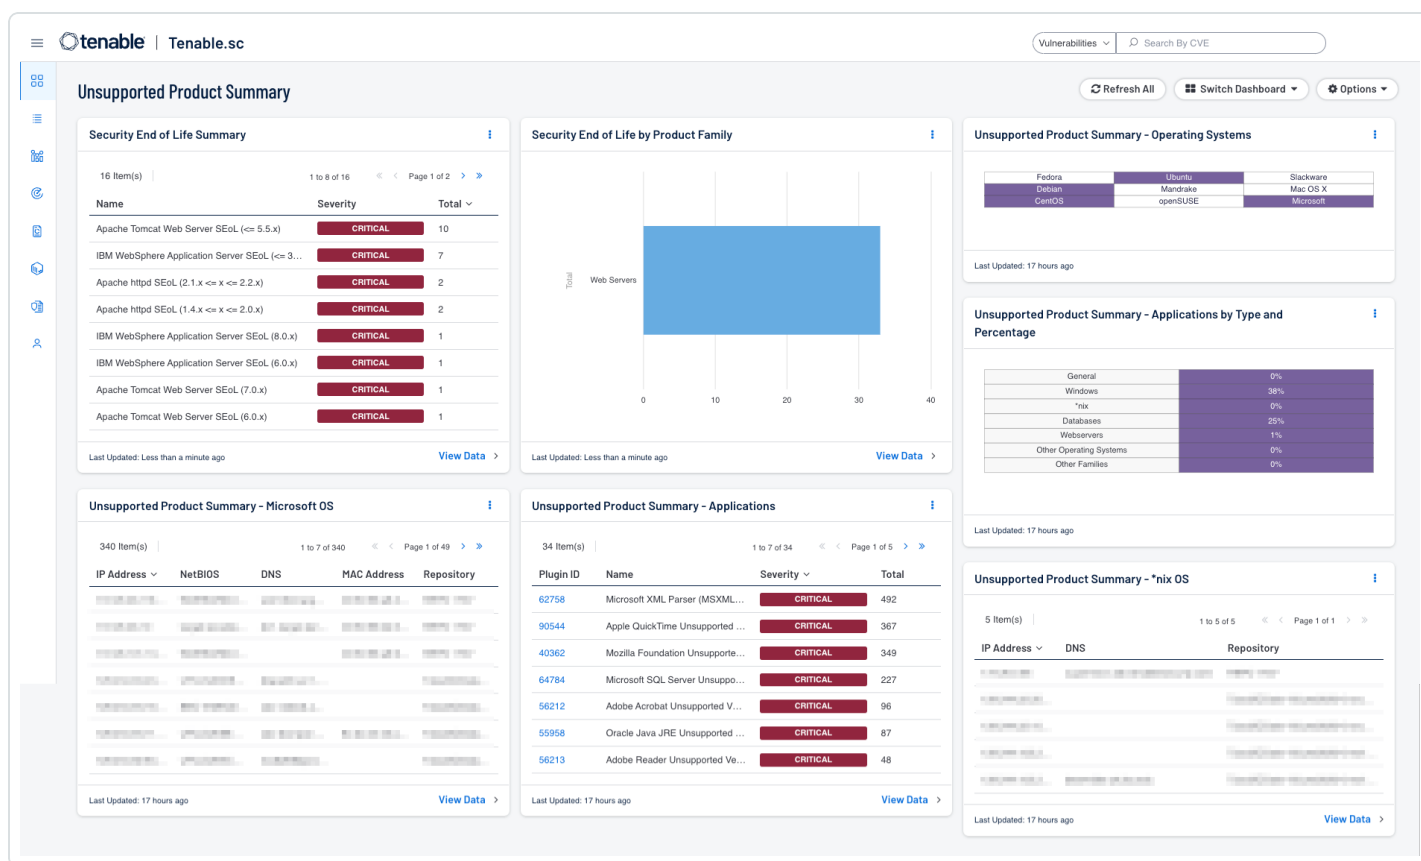 tenable | Tenable.sc
Vulnerabilities
Search By CVE
Unsupported Product Summary
Refresh All
Switch Dashboard
Options
Security End of Life Summary
16 Item(s)
1 to 8 of 16
Page 1 of 2
Name Severity Total
Apache Tomcat Web Server SEoL (<= 5.5.x) CRITICAL 10
IBM WebSphere Application Server SEoL (<= 3... CRITICAL 7
Apache httpd SEoL (2.1.x <= x <= 2.2.x) CRITICAL 2
Apache httpd SEoL (1.4.x <= x <= 2.0.x) CRITICAL 2
IBM WebSphere Application Server SEoL (8.0.x) CRITICAL 1
IBM WebSphere Application Server SEoL (6.0.x) CRITICAL 1
Apache Tomcat Web Server SEoL (7.0.x) CRITICAL 1
Apache Tomcat Web Server SEoL (6.0.x) CRITICAL 1
Last Updated: Less than a minute ago
View Data
Security End of Life by Product Family
Total
Web Servers
0 10 20 30 40
Last Updated: Less than a minute ago
View Data
Unsupported Product Summary - Operating Systems
Fedora Ubuntu Slackware
Debian Mandrake Mac OS X
CentOS openSUSE Microsoft
Last Updated: 17 hours ago
Unsupported Product Summary - Applications by Type and
Percentage
General 0%
Windows 38%
*nix 0%
Databases 25%
Webservers 1%
Other Operating Systems 0%
Other Families 0%
Last Updated: 17 hours ago
Unsupported Product Summary - Microsoft OS
340 Item(s)
1 to 7 of 340
Page 1 of 49
IP Address NetBIOS DNS MAC Address Repository
Last Updated: 17 hours ago
View Data
Unsupported Product Summary - Applications
34 Item(s)
1 to 7 of 34
Page 1 of 5
Plugin ID Name Severity Total
62758 Microsoft XML Parser (MSXML... CRITICAL 492
90544 Apple QuickTime Unsupported ... CRITICAL 367
40362 Mozilla Foundation Unsupporte... CRITICAL 349
64784 Microsoft SQL Server Unsuppo... CRITICAL 227
56212 Adobe Acrobat Unsupported V... CRITICAL 96
55958 Oracle Java JRE Unsupported ... CRITICAL 87
56213 Adobe Reader Unsupported Ve... CRITICAL 48
Last Updated: 17 hours ago
View Data
Unsupported Product Summary - *nix OS
5 Item(s)
1 to 5 of 5
Page 1 of 1
IP Address DNS Repository
Last Updated: 17 hours ago
View Data